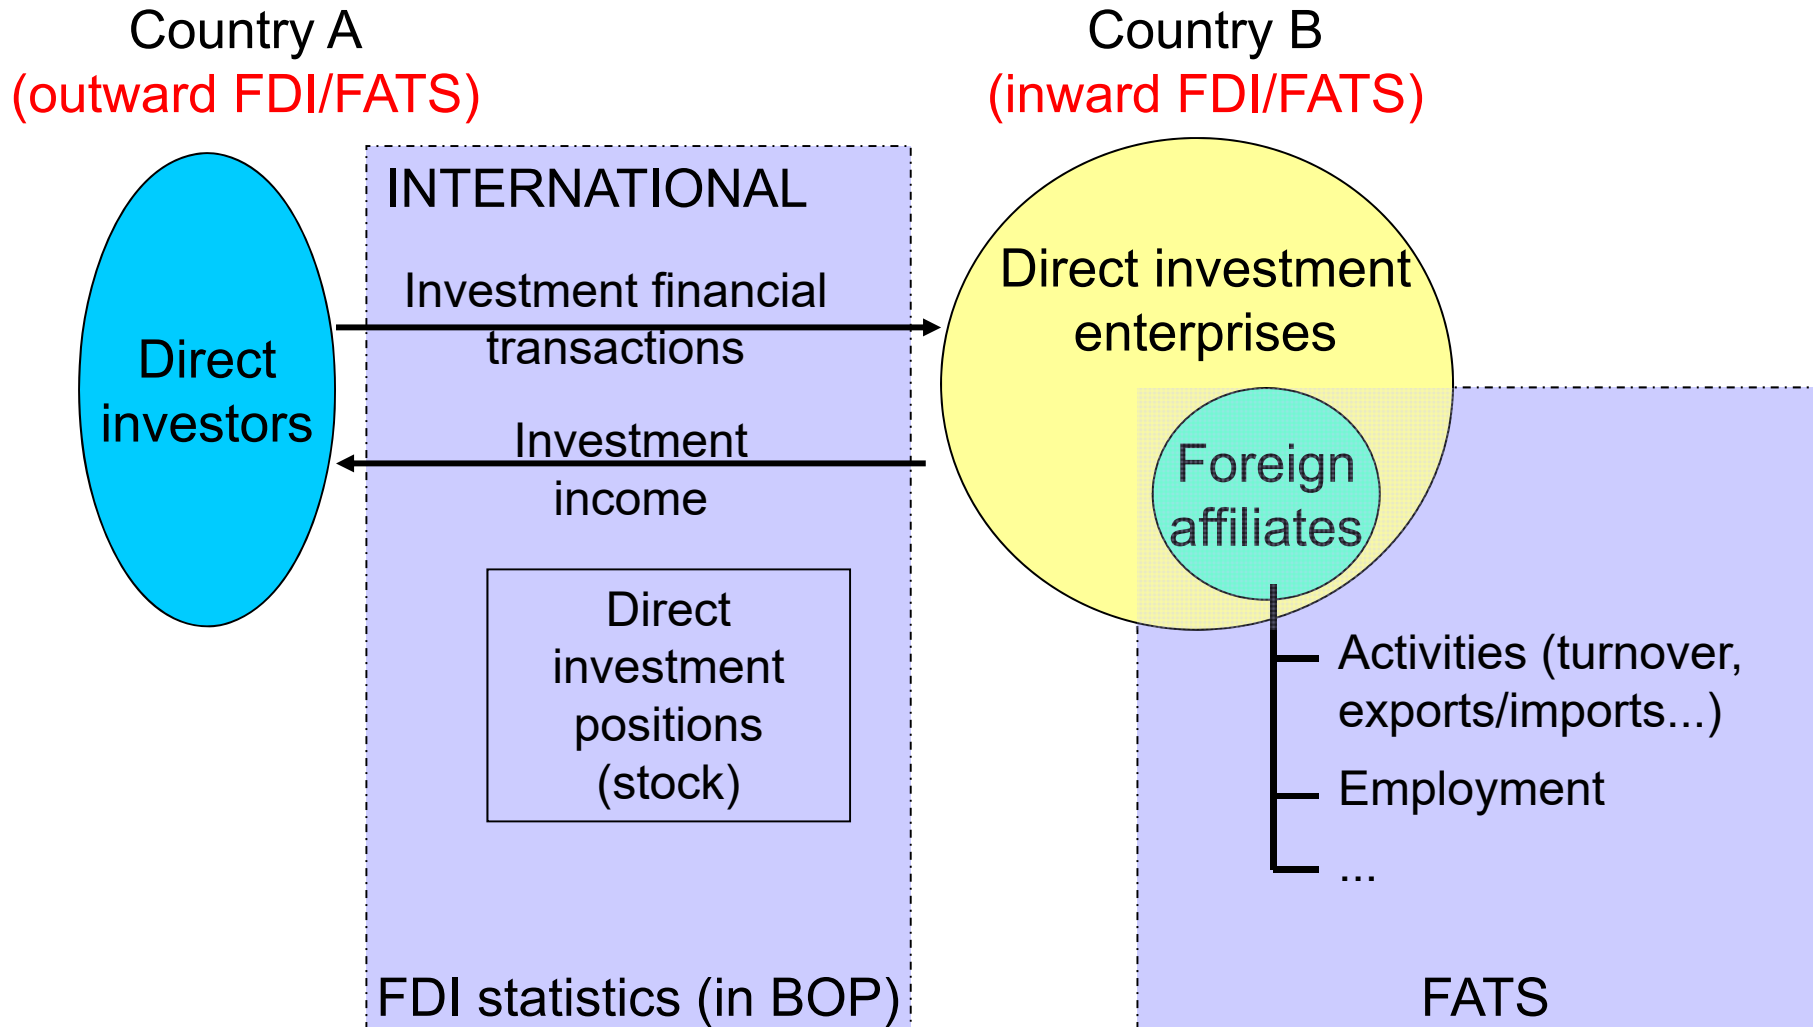 Country A
(outward FDI/FATS)
Country B
(inward FDI/FATS)
INTERNATIONAL
Investment financial
transactions
Direct
investors
Investment
income
Direct
investment
positions
(stock)
FDI statistics (in BOP)
Direct investment
enterprises
Foreign
affiliates
Activities (turnover,
exports/imports...)
Employment
...
FATS